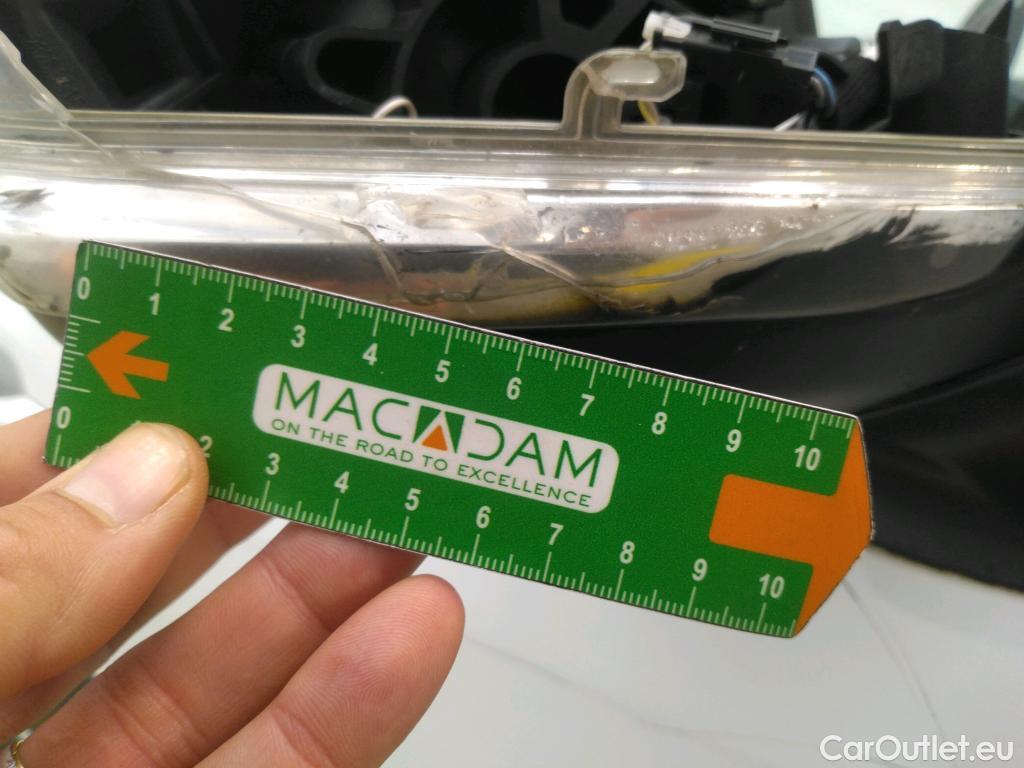 0 1 2 3 4 5 6 7 8 9 10
MACADAM
ON THE ROAD TO EXCELLENCE
0 2 3 4 5 6 7 8 9 10
CarOutlet.eu